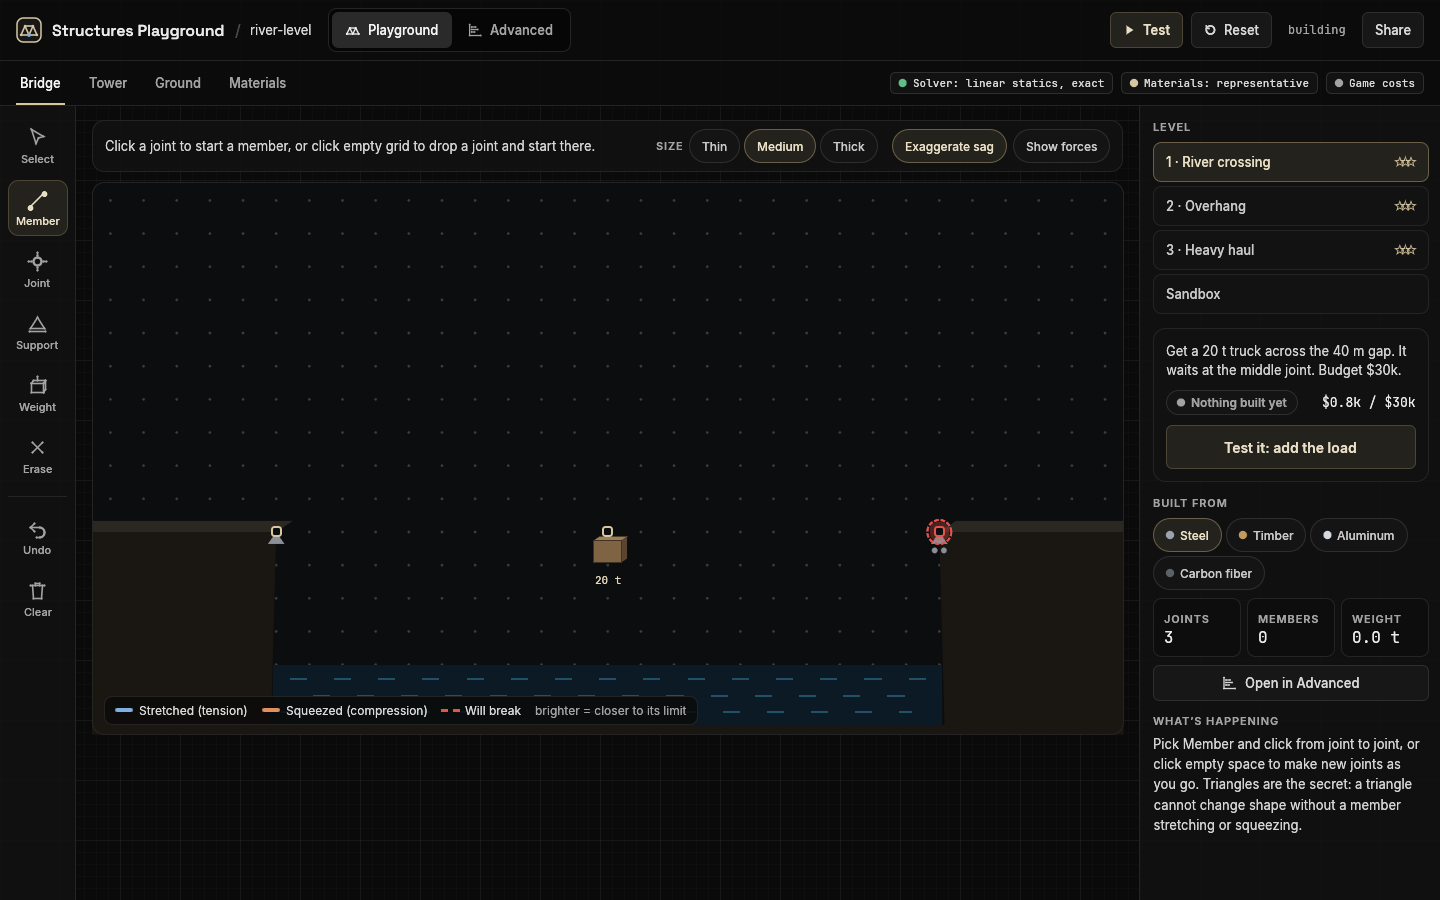 Structures Playground / river-level
Playground
Advanced
Test
Reset
building
Share
Bridge
Tower
Ground
Materials
Solver: linear statics, exact
Materials: representative
Game costs
Select
Member
Joint
Support
Weight
Erase
Undo
Clear
Click a joint to start a member, or click empty grid to drop a joint and start there.
SIZE
Thin
Medium
Thick
Exaggerate sag
Show forces
20 t
Stretched (tension)
Squeezed (compression)
Will break
brighter = closer to its limit
LEVEL
1 · River crossing
2 · Overhang
3 · Heavy haul
Sandbox
Get a 20 t truck across the 40 m gap. It
waits at the middle joint. Budget $30k.
Nothing built yet
$0.8k / $30k
Test it: add the load
BUILT FROM
Steel
Timber
Aluminum
Carbon fiber
JOINTS
3
MEMBERS
0
WEIGHT
0.0 t
Open in Advanced
WHAT'S HAPPENING
Pick Member and click from joint to joint, or
click empty space to make new joints as
you go. Triangles are the secret: a triangle
cannot change shape without a member
stretching or squeezing.